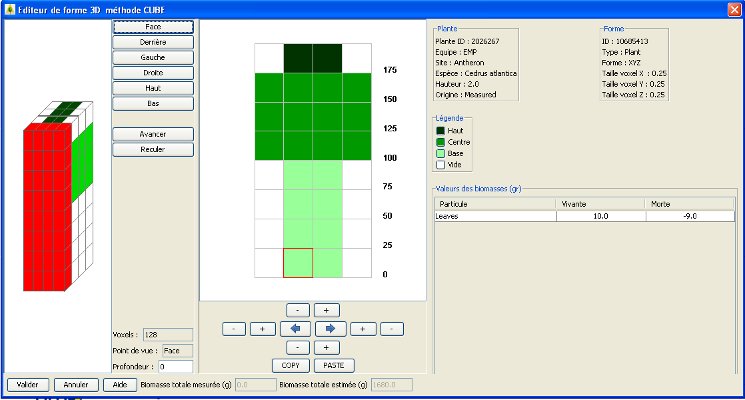 Editeur de forme 3D méthode CUBE
Face
Derrière
Gauche
Droite
Haut
Bas
Avancer
Reculer
Voxels : 128
Point de vue : Face
Profondeur : 0
175
150
125
100
75
50
25
0
- +
- + + -
- +
COPY PASTE
Plante
Plante ID : 2026267
Equipe : EMP
Site : Antheron
Espèce : Cedrus atlantica
Hauteur : 2.0
Origine : Measured
Forme
ID : 10685413
Type : Plant
Forme : XYZ
Taille voxel X : 0.25
Taille voxel Y : 0.25
Taille voxel Z : 0.25
Légende
Haut
Centre
Base
Vide
Valeurs des biomasses (gr)
Particule Vivante Morte
Leaves 10.0 -9.0
Valider Annuler Aide Biomasse totale mesurée (g) 0.0 Biomasse totale estimée (g) 1680.0